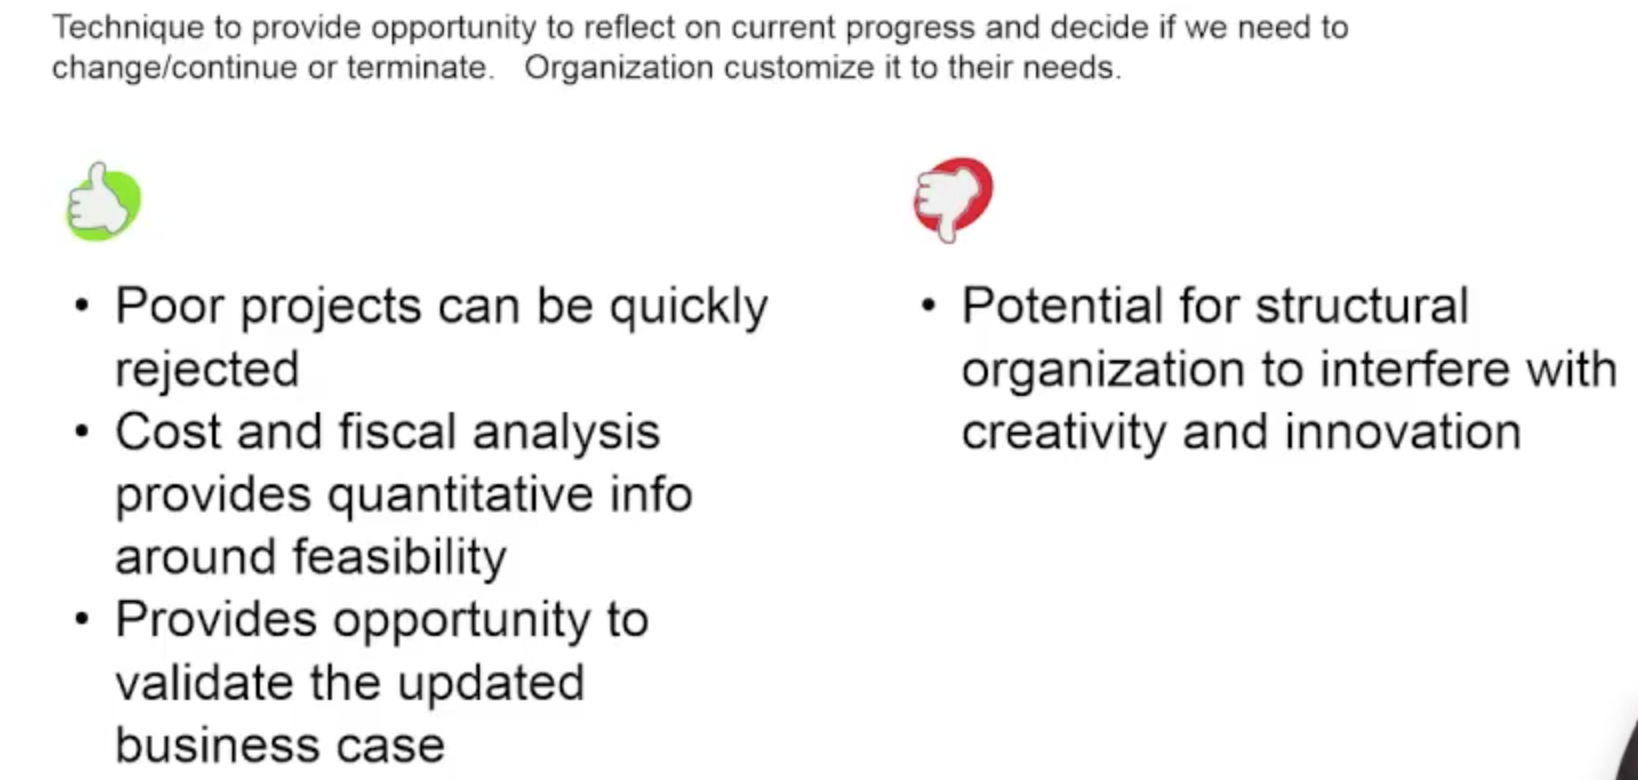 Technique to provide opportunity to reflect on current progress and decide if we need to
change/continue or terminate. Organization customize it to their needs.
• Poor projects can be quickly
rejected
• Cost and fiscal analysis
provides quantitative info
around feasibility
• Provides opportunity to
validate the updated
business case
• Potential for structural
organization to interfere with
creativity and innovation